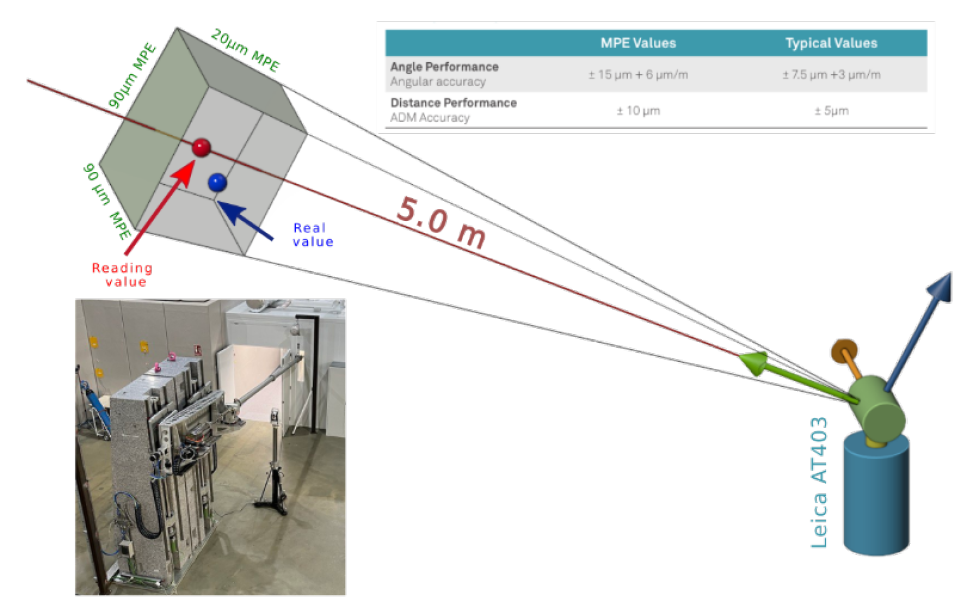 20µm MPE
90µm MPE
90 µm MPE
MPE Values Typical Values
Angle Performance
Angular accuracy ± 15 µm + 6 µm/m ± 7.5 µm +3 µm/m
Distance Performance
ADM Accuracy ± 10 µm ± 5µm
5.0 m
Real
value
Reading
value
Leica AT403